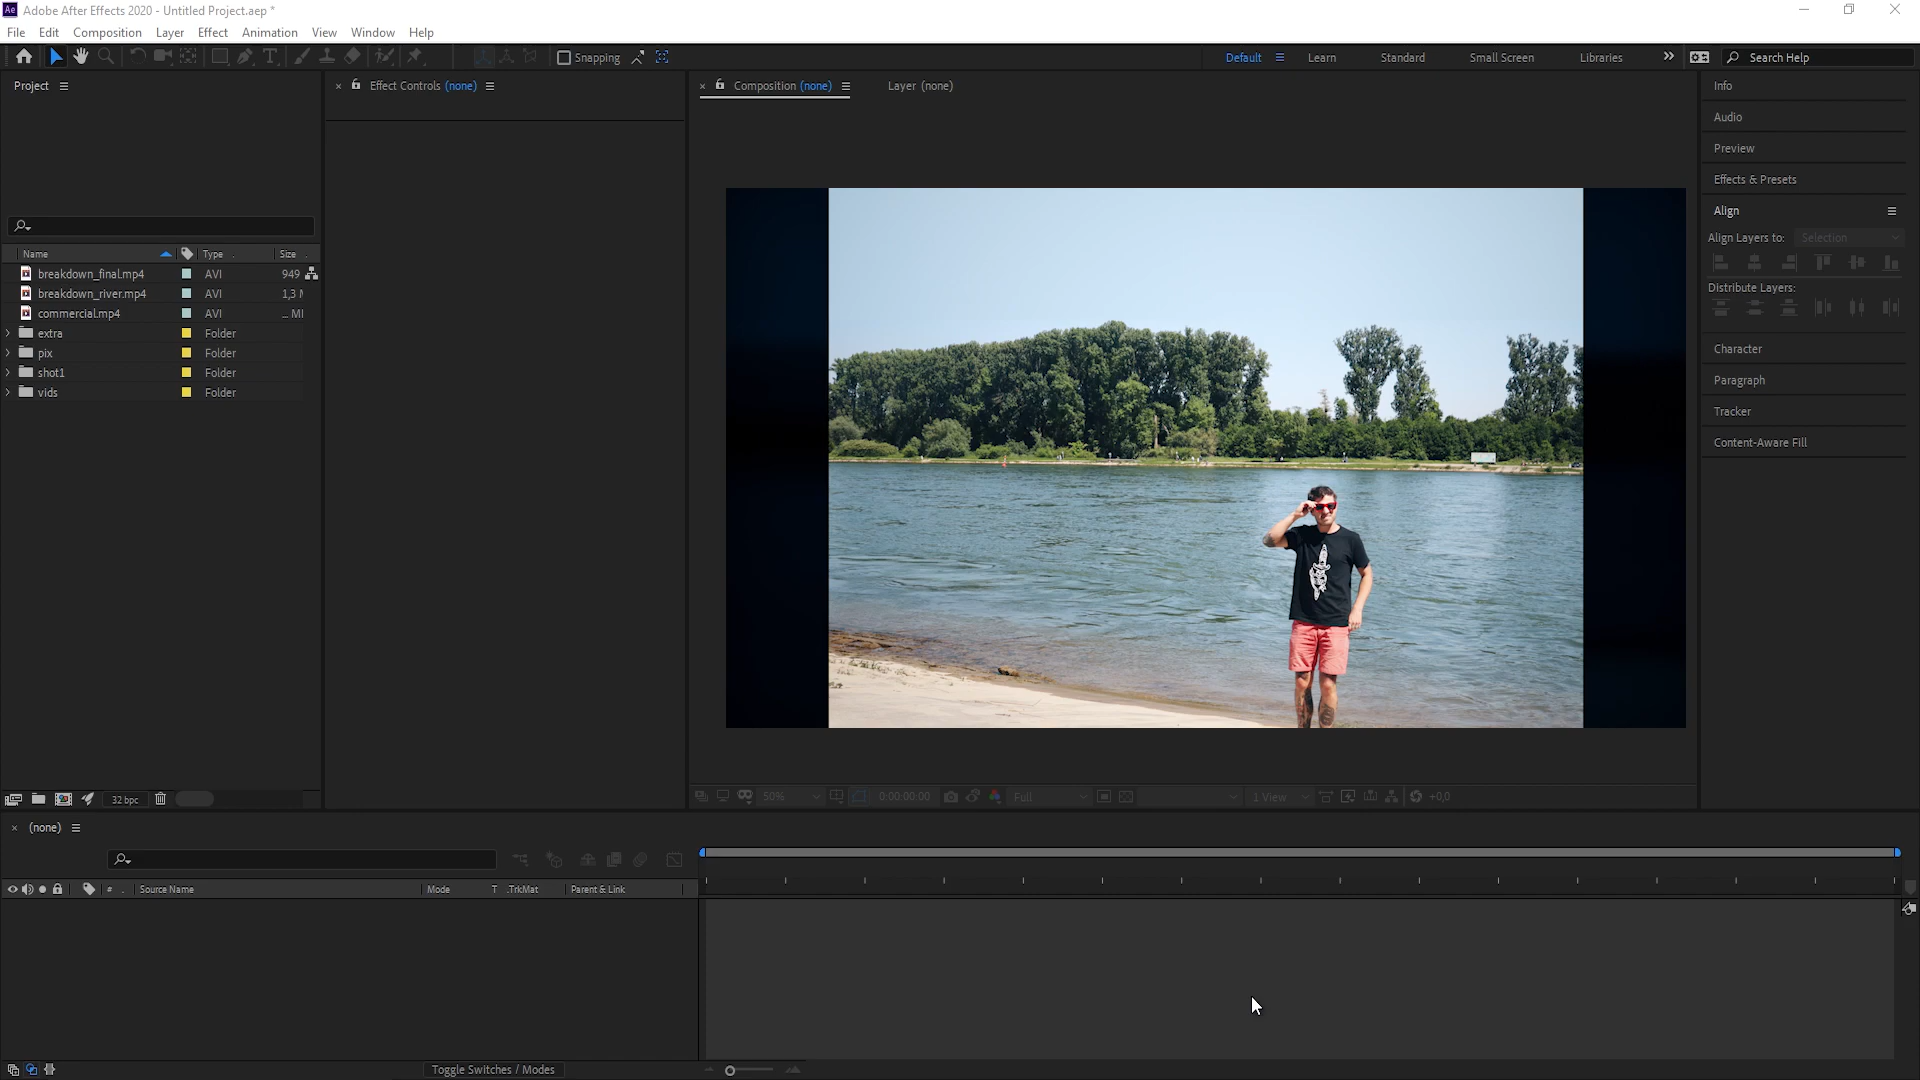 Ae Adobe After Effects 2020 - Untitled Project.aep *
File Edit Composition Layer Effect Animation View Window Help
Snapping
Default Learn Standard Small Screen Libraries Search Help
Project
Effect Controls (none)
Composition (none)
Layer (none)
Name Type Size
breakdown_final.mp4 AVI 949
breakdown_river.mp4 AVI 1,3
commercial.mp4 AVI ... MI
extra Folder
pix Folder
shot1 Folder
vids Folder
32 bpc
50% 0:00:00:00 Full 1 View +0,0
Info
Audio
Preview
Effects & Presets
Align
Align Layers to: Selection
Distribute Layers:
Character
Paragraph
Tracker
Content-Aware Fill
(none)
# Source Name Mode T .TrkMat Parent & Link
Toggle Switches / Modes